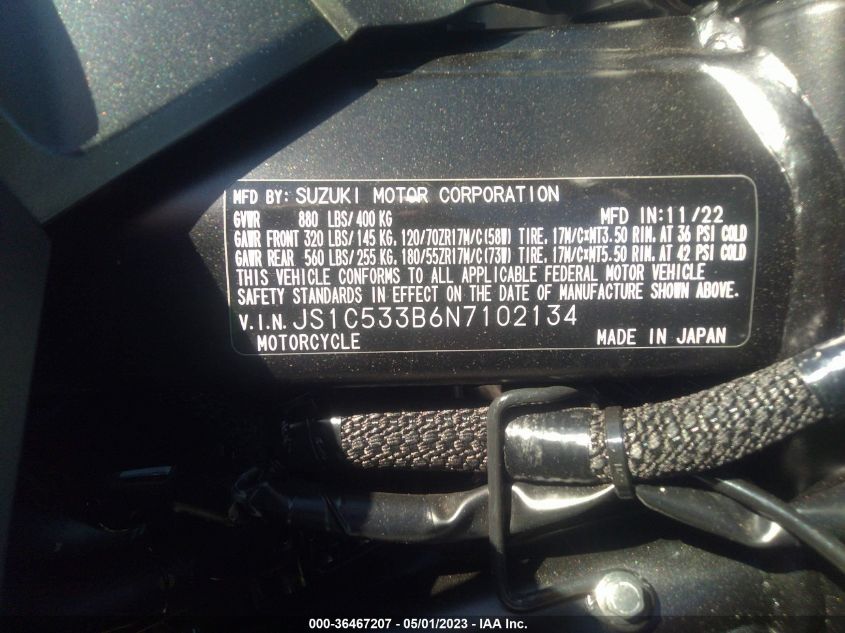 MFD BY: SUZUKI MOTOR CORPORATION
GVWR 880 LBS/400 KG MFD IN:11/22
GAWR FRONT 320 LBS/145 KG, 120/70ZR17M/C(58W) TIRE, 17M/C×MT3.50 RIM, AT 36 PSI COLD
GAWR REAR 560 LBS/255 KG, 180/55ZR17M/C(73W) TIRE, 17M/C×MT5.50 RIM, AT 42 PSI COLD
THIS VEHICLE CONFORMS TO ALL APPLICABLE FEDERAL MOTOR VEHICLE
SAFETY STANDARDS IN EFFECT ON THE DATE OF MANUFACTURE SHOWN ABOVE.
V.I.N. JS1C533B6N7102134
MOTORCYCLE MADE IN JAPAN
000-36467207 - 05/01/2023 - IAA Inc.